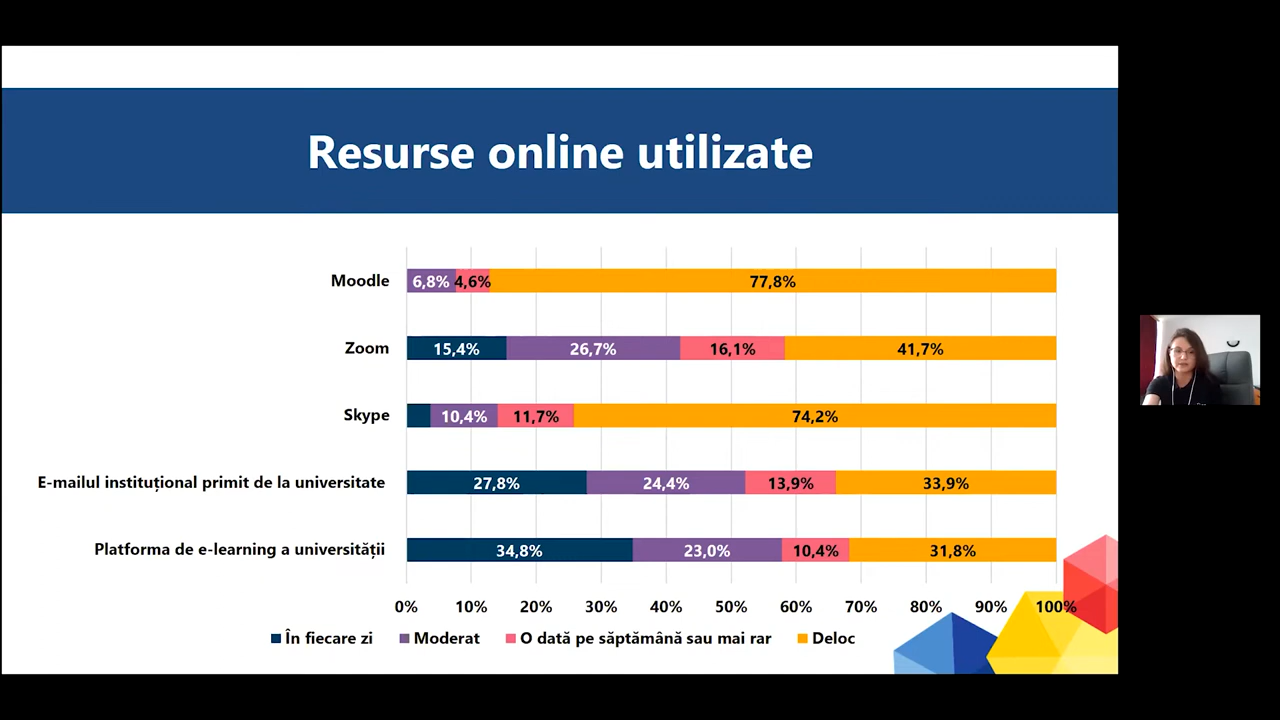 Resurse online utilizate
Moodle
6,8% 4,6% 77,8%
Zoom
15,4% 26,7% 16,1% 41,7%
Skype
10,4% 11,7% 74,2%
E-mailul instituțional primit de la universitate
27,8% 24,4% 13,9% 33,9%
Platforma de e-learning a universității
34,8% 23,0% 10,4% 31,8%
0% 10% 20% 30% 40% 50% 60% 70% 80% 90% 100%
În fiecare zi Moderat O dată pe săptămână sau mai rar Deloc